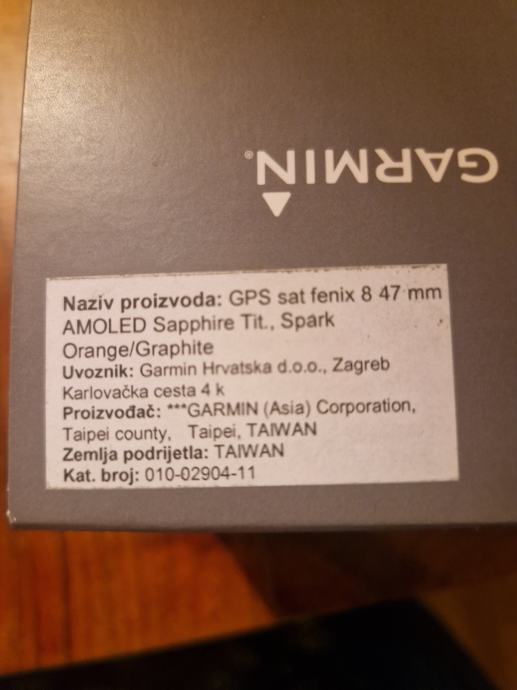 GARMIN®
Naziv proizvoda: GPS sat fenix 8 47 mm
AMOLED Sapphire Tit., Spark
Orange/Graphite
Uvoznik: Garmin Hrvatska d.o.o., Zagreb
Karlovačka cesta 4 k
Proizvođač: ***GARMIN (Asia) Corporation,
Taipei county, Taipei, TAIWAN
Zemlja podrijetla: TAIWAN
Kat. broj: 010-02904-11